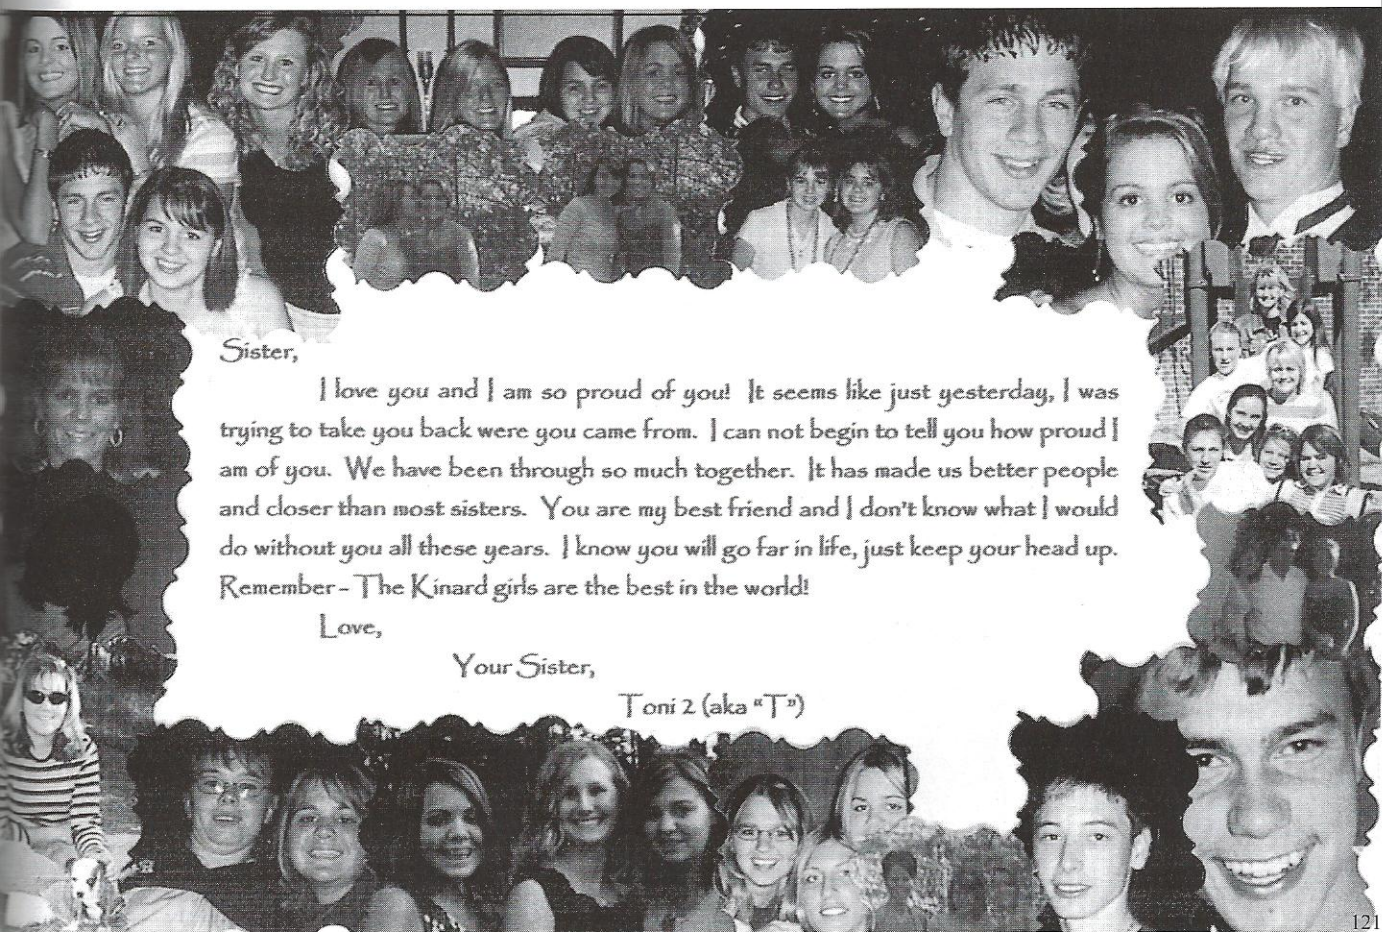 Sister,
I love you and I am so proud of you! It seems like just yesterday, I was
trying to take you back were you came from. I can not begin to tell you how proud I
am of you. We have been through so much together. It has made us better people
and closer than most sisters. You are my best friend and I don't know what I would
do without you all these years. I know you will go far in life, just keep your head up.
Remember - The Kinard girls are the best in the world!
Love,
Your Sister,
Toni 2 (aka "T")
121